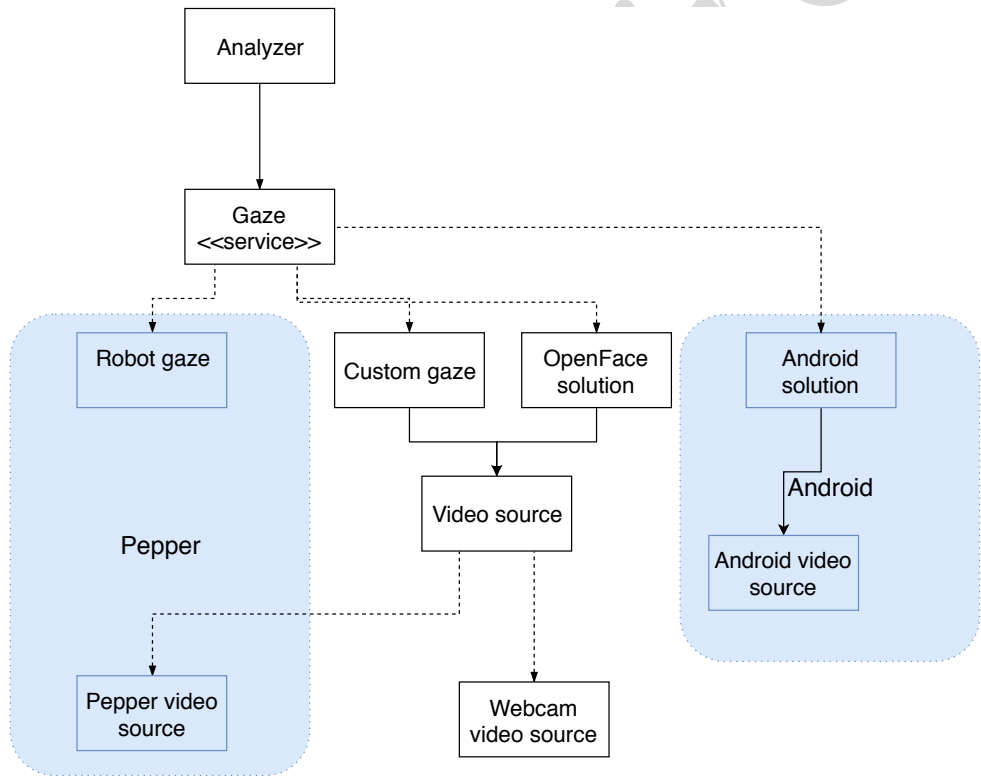 Analyzer
Gaze
<<service>>
Robot gaze
Custom gaze
OpenFace
solution
Android
solution
Android
Video source
Pepper
Android video
source
Pepper video
source
Webcam
video source